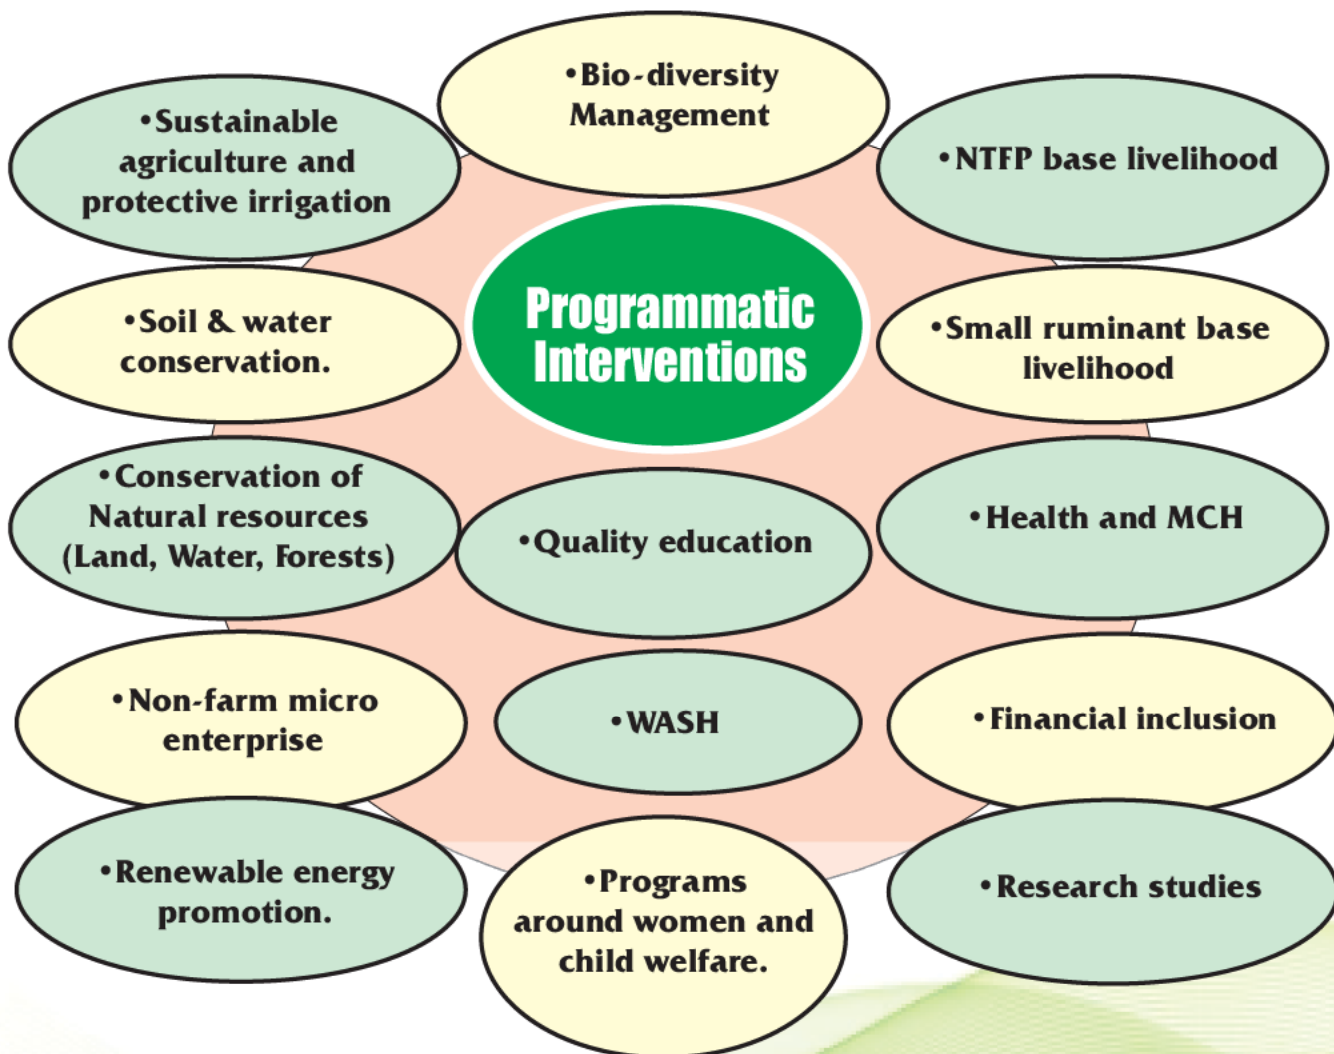 •Bio-diversity
Management
•Sustainable
agriculture and
protective irrigation
•NTFP base livelihood
Programmatic
Interventions
•Soil & water
conservation.
•Small ruminant base
livelihood
•Conservation of
Natural resources
(Land, Water, Forests)
•Quality education
•Health and MCH
•Non-farm micro
enterprise
•WASH
•Financial inclusion
•Renewable energy
promotion.
•Programs
around women and
child welfare.
•Research studies